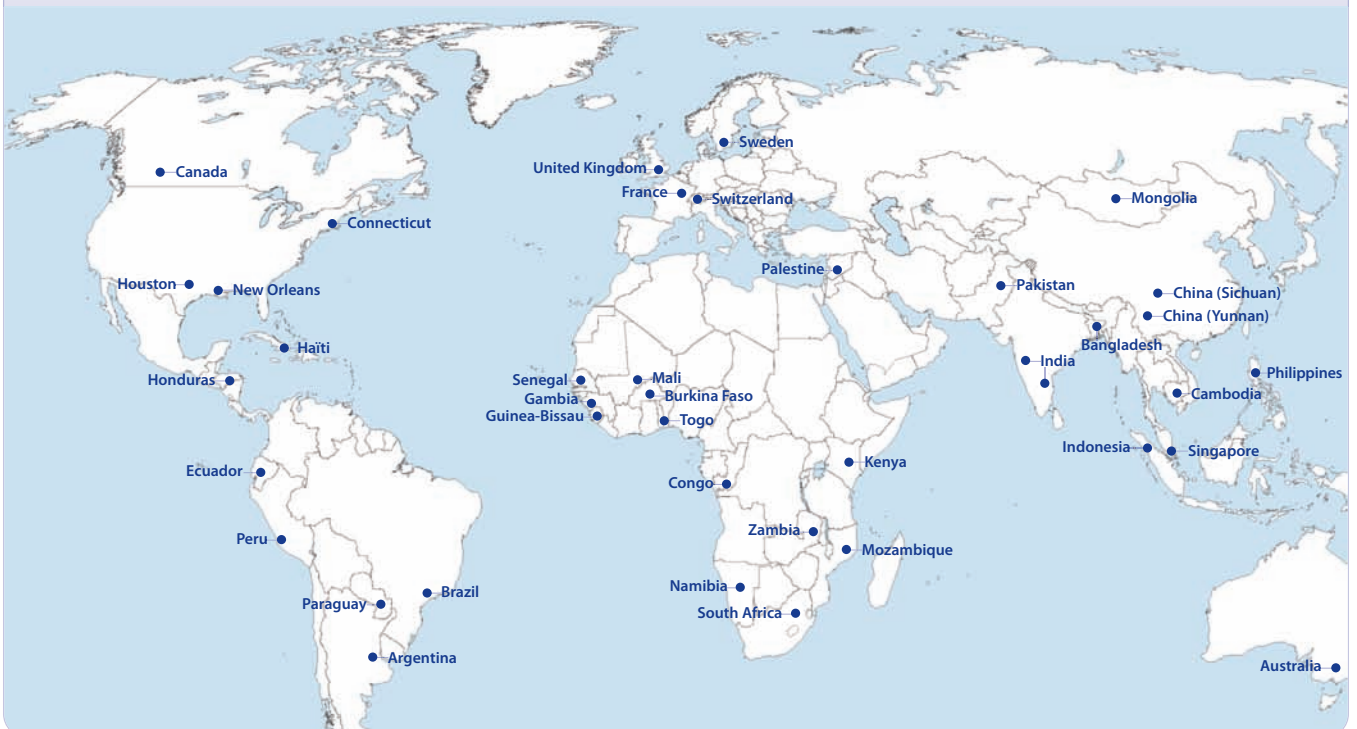 Sweden
United Kingdom
Canada
France
Switzerland
Mongolia
Connecticut
Palestine
Houston
New Orleans
Pakistan
China (Sichuan)
China (Yunnan)
Bangladesh
Haïti
India
Honduras
Senegal
Mali
Philippines
Gambia
Burkina Faso
Cambodia
Guinea-Bissau
Togo
Indonesia
Singapore
Kenya
Ecuador
Congo
Zambia
Peru
Mozambique
Namibia
Brazil
Paraguay
South Africa
Argentina
Australia